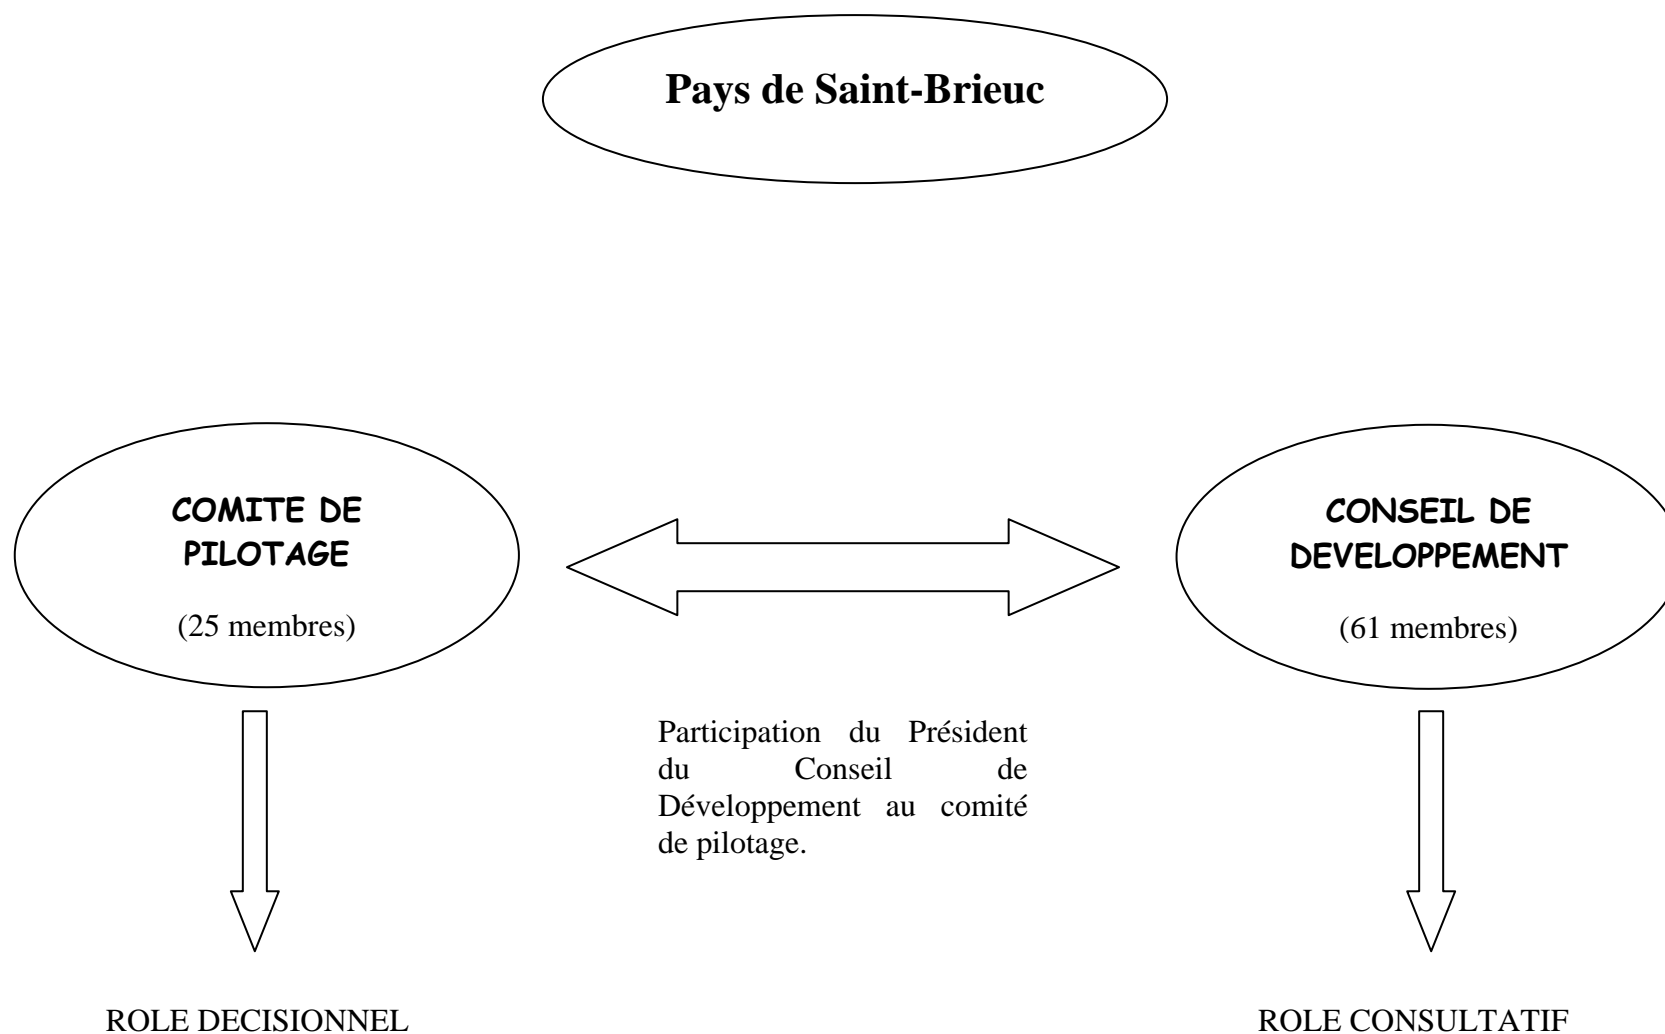 Pays de Saint-Brieuc
COMITE DE
PILOTAGE
(25 membres)
CONSEIL DE
DEVELOPPEMENT
(61 membres)
Participation du Président
du Conseil de
Développement au comité
de pilotage.
ROLE DECISIONNEL
ROLE CONSULTATIF